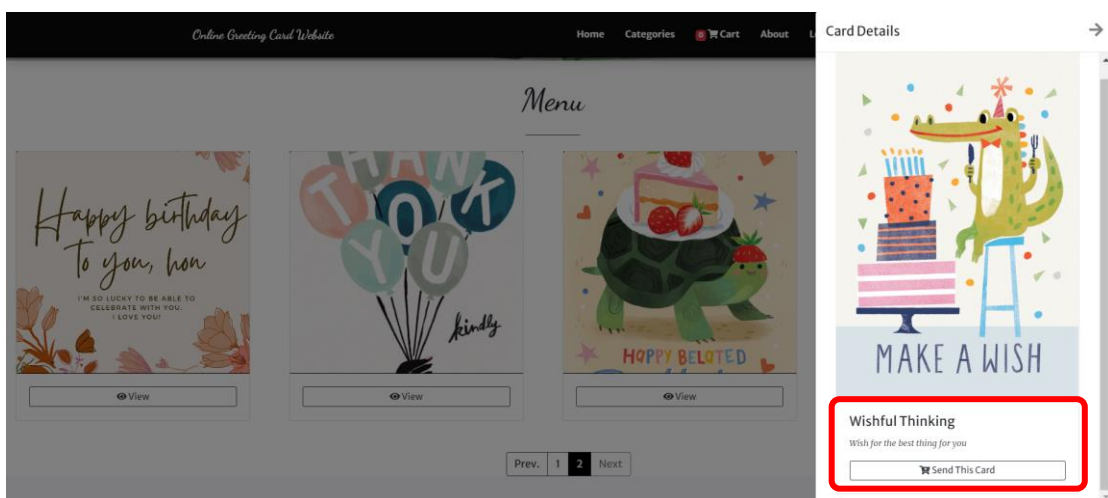 Online Greeting Card Website
Home Categories 0 Cart About
Menu
Happy birthday
to you, hon
I'M SO LUCKY TO BE ABLE TO
CELEBRATE WITH YOU.
I LOVE YOU!
View
THANK
YOU
kindly
View
HAPPY BELATED
View
Prev. 1 2 Next
Card Details
MAKE A WISH
Wishful Thinking
Wish for the best thing for you
Send This Card